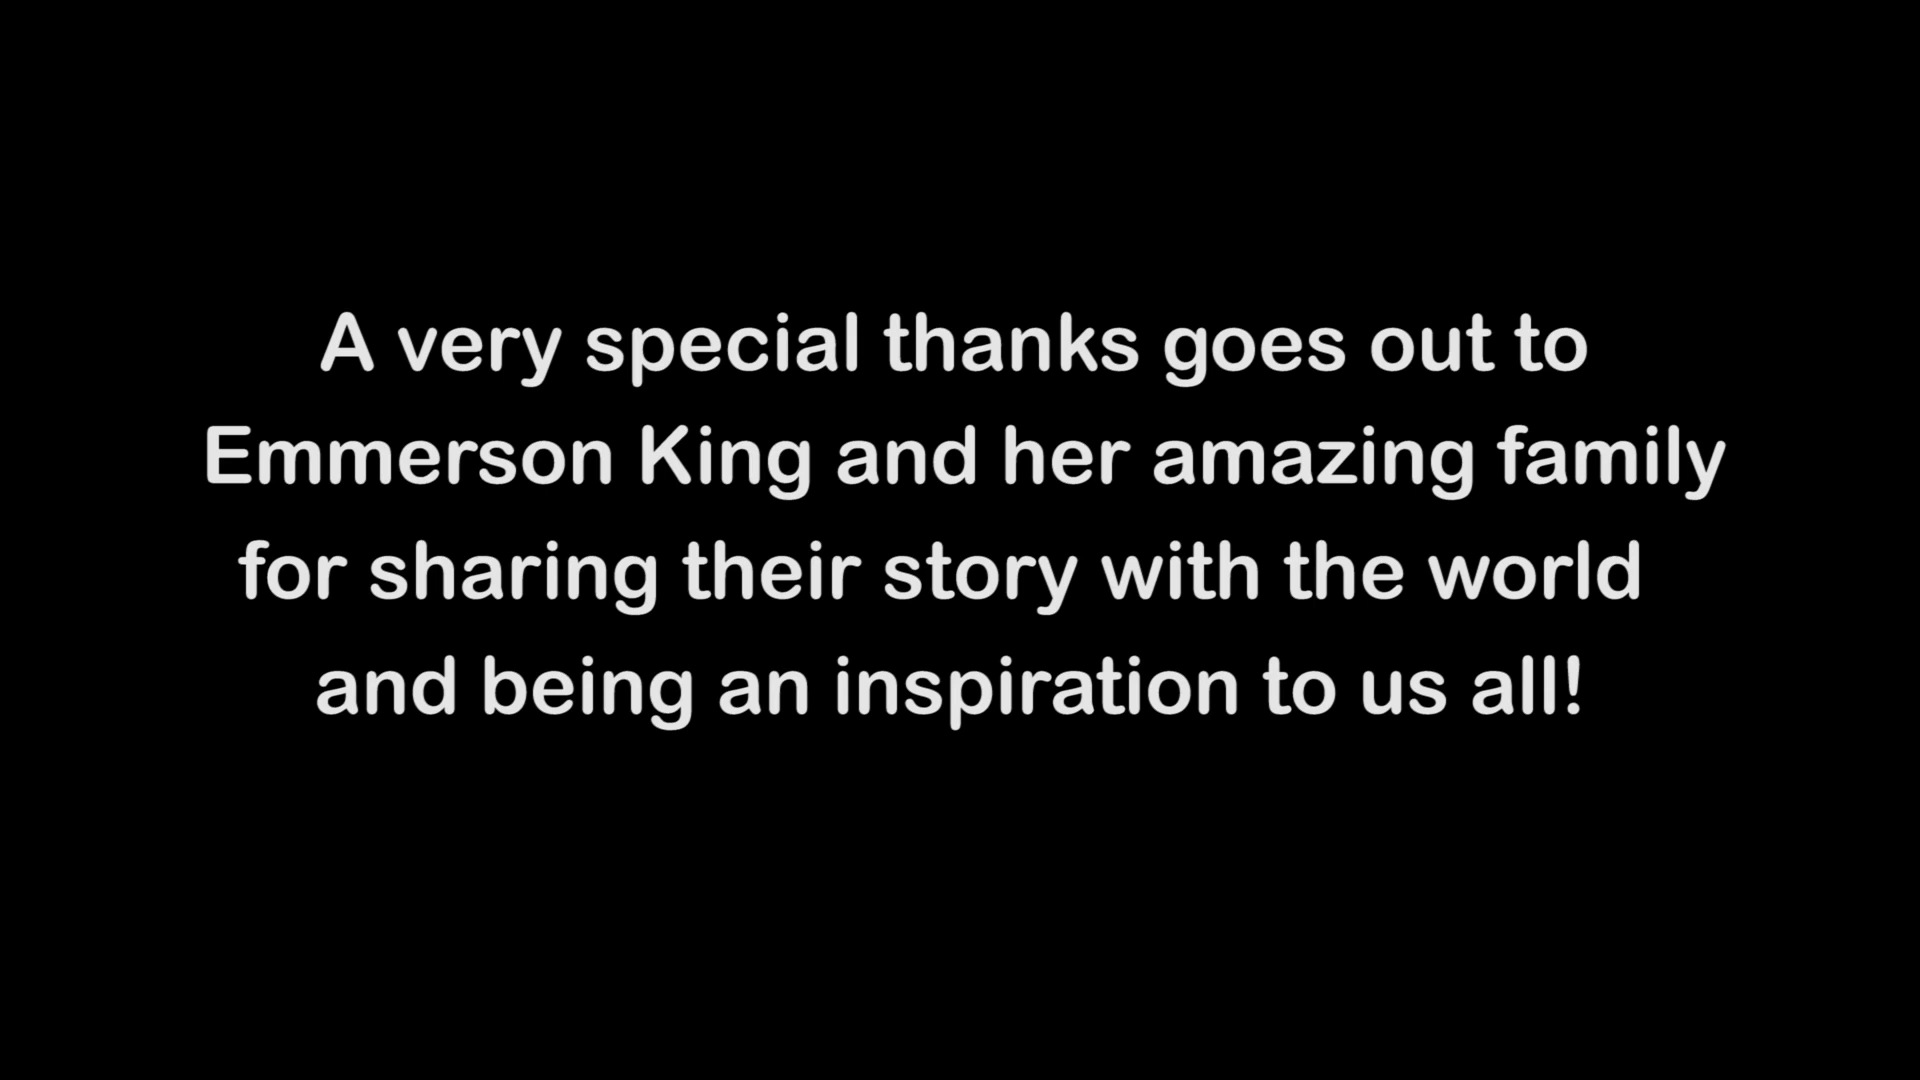 A very special thanks goes out to
Emmerson King and her amazing family
for sharing their story with the world
and being an inspiration to us all!